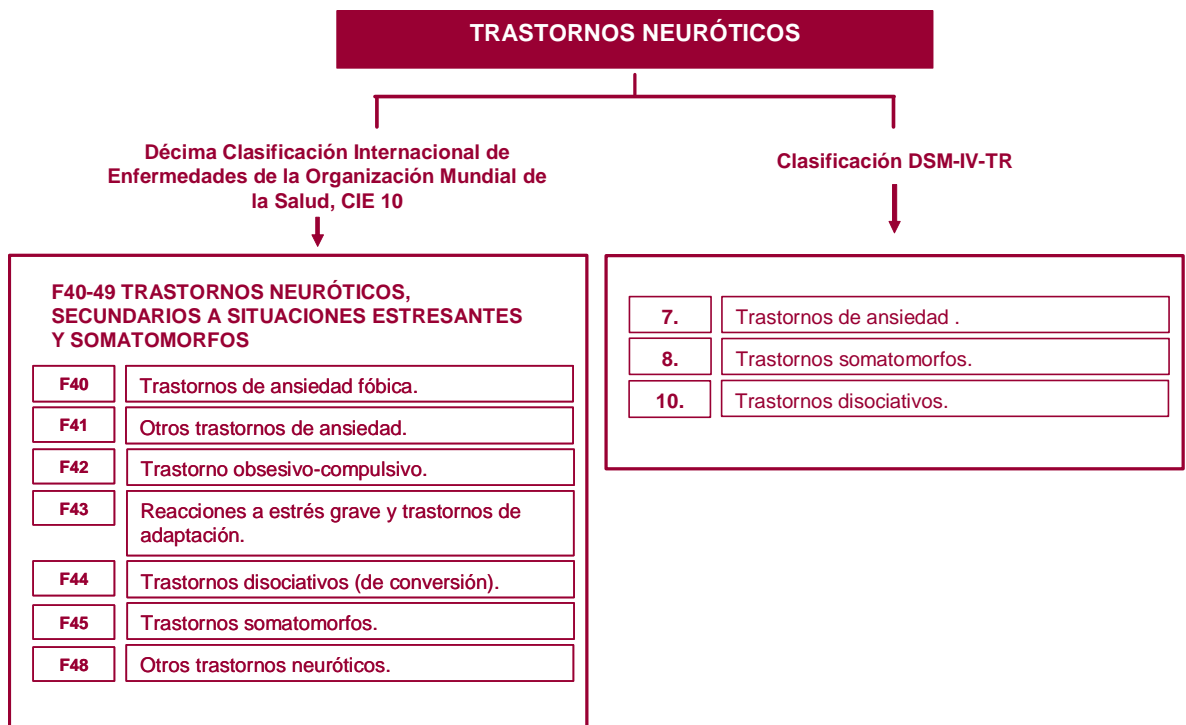 TRASTORNOS NEURÓTICOS
Décima Clasificación Internacional de
Enfermedades de la Organización Mundial de
la Salud, CIE 10
F40-49 TRASTORNOS NEURÓTICOS,
SECUNDARIOS A SITUACIONES ESTRESANTES
Y SOMATOMORFOS
F40 Trastornos de ansiedad fóbica.
F41 Otros trastornos de ansiedad.
F42 Trastorno obsesivo-compulsivo.
F43 Reacciones a estrés grave y trastornos de
adaptación.
F44 Trastornos disociativos (de conversión).
F45 Trastornos somatomorfos.
F48 Otros trastornos neuróticos.
Clasificación DSM-IV-TR
7. Trastornos de ansiedad .
8. Trastornos somatomorfos.
10. Trastornos disociativos.